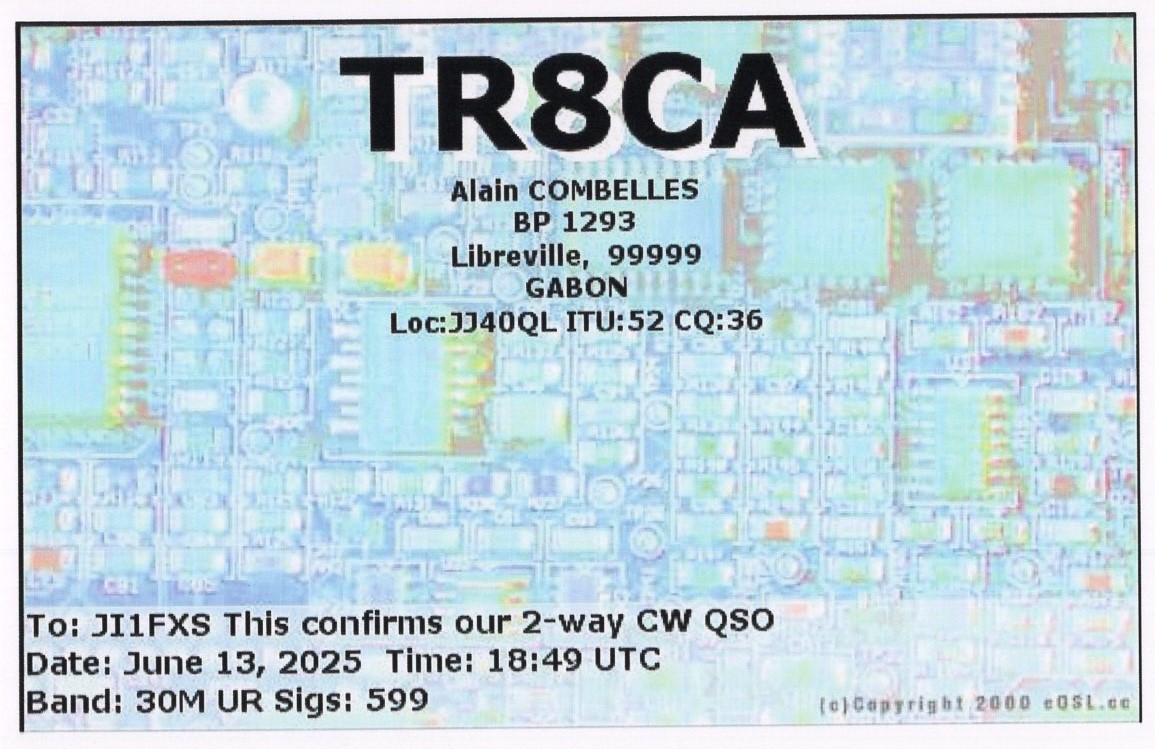 TR8CA
Alain COMBELLES
BP 1293
Libreville, 99999
GABON
Loc:JJ40QL ITU:52 CQ:36
To: JI1FXS This confirms our 2-way CW QSO
Date: June 13, 2025 Time: 18:49 UTC
Band: 30M UR Sigs: 599
(c)Copyright 2000 eQSL.cc